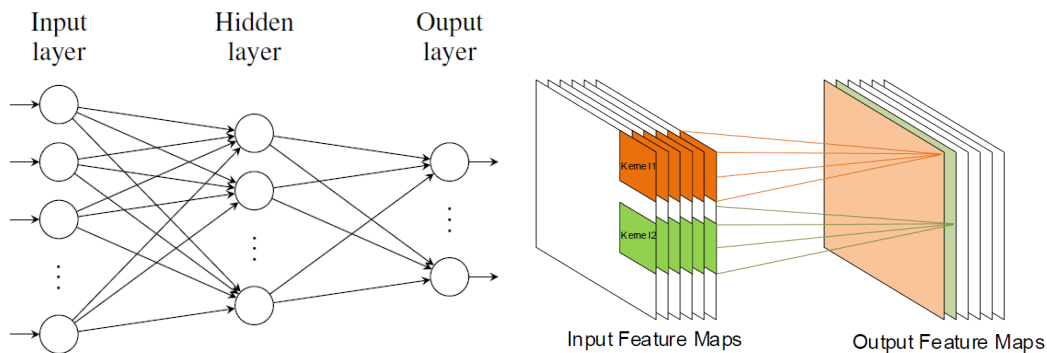 Input
layer
Hidden
layer
Ouput
layer
Kernel1
Kernel2
Input Feature Maps
Output Feature Maps